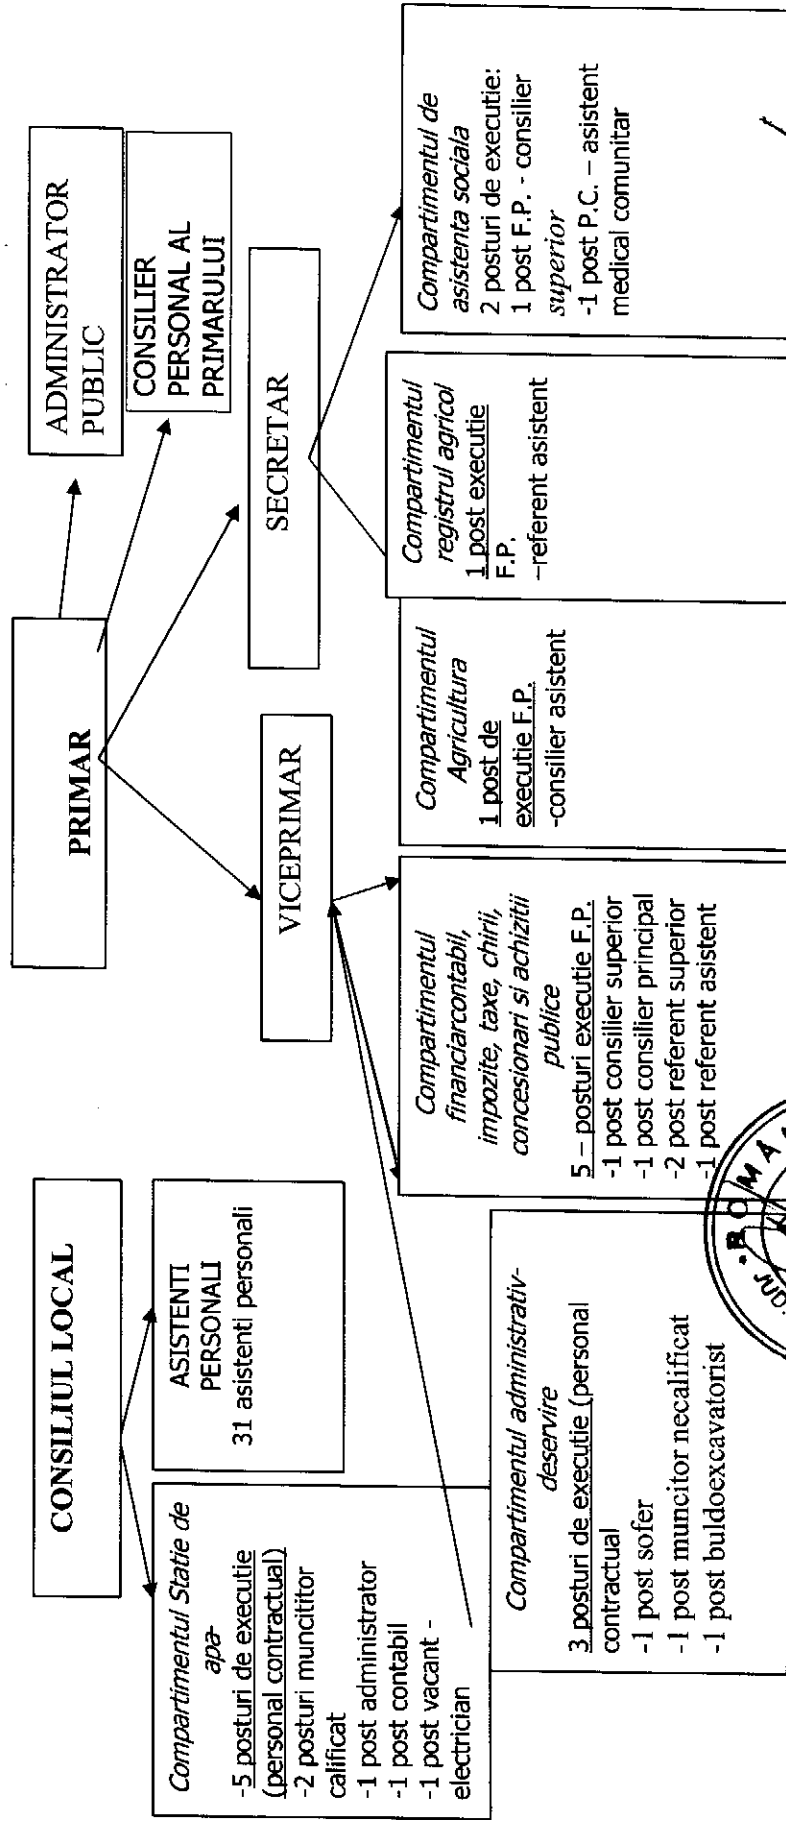 CONSILIUL LOCAL
PRIMAR
ADMINISTRATOR
PUBLIC
CONSILIER
PERSONAL AL
PRIMARULUI
ASISTENTI
PERSONALI
31 asistenti personali
VICEPRIMAR
SECRETAR
Compartimentul Statie de
apa-
-5 posturi de executie
(personal contractual)
-2 posturi muncititor
calificat
-1 post administrator
-1 post contabil
-1 post vacant -
electrician
Compartimentul administrativ-
deservire
3 posturi de executie (personal
contractual
-1 post sofer
-1 post muncitor necalificat
-1 post buldoexcavatorist
Compartimentul
financiarcontabil,
impozite, taxe, chirii,
concesionari si achizitii
publice
5 – posturi executie F.P.
-1 post consilier superior
-1 post consilier principal
-2 post referent superior
-1 post referent asistent
Compartimentul
Agricultura
1 post de
executie F.P.
-consilier asistent
Compartimentul
registrul agricol
1 post executie
F.P.
–referent asistent
Compartimentul de
asistenta sociala
2 posturi de executie:
1 post F.P. - consilier
superior
-1 post P.C. – asistent
medical comunitar